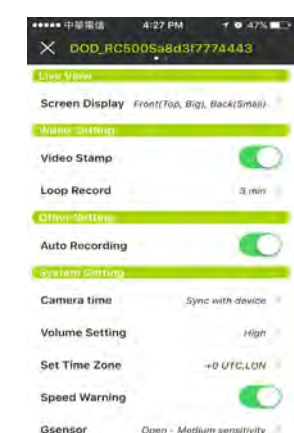 中華電信 4:27 PM 47%
DOD_RC500Sa8d3f7774443
Live View
Screen Display Front(Top, Big), Back(Small)
Video Setting
Video Stamp
Loop Record 3 min
Other Setting
Auto Recording
System Setting
Camera time Sync with device
Volume Setting High
Set Time Zone +0 UTC,LON
Speed Warning
Gsensor Open - Medium sensitivity